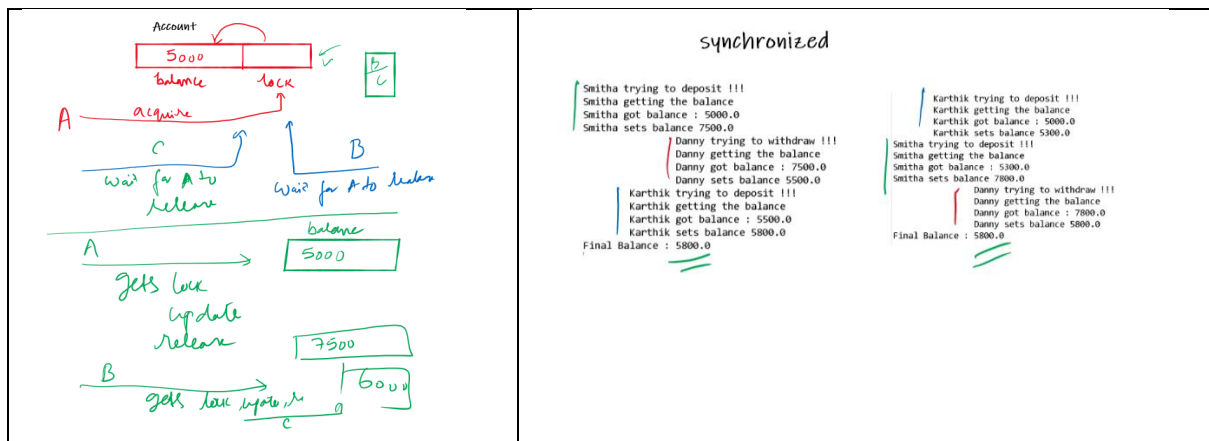 Account
5000
balance
lock
B
C
A
acquire
C
B
wait for A to
release
wait for A to release
balance
A
5000
gets lock
update
release
7500
B
6000
gets lock update,
C
synchronized
Smitha trying to deposit !!!
Smitha getting the balance
Smitha got balance : 5000.0
Smitha sets balance 7500.0
Danny trying to withdraw !!!
Danny getting the balance
Danny got balance : 7500.0
Danny sets balance 5500.0
Karthik trying to deposit !!!
Karthik getting the balance
Karthik got balance : 5500.0
Karthik sets balance 5800.0
Final Balance : 5800.0
Karthik trying to deposit !!!
Karthik getting the balance
Karthik got balance : 5000.0
Karthik sets balance 5300.0
Smitha trying to deposit !!!
Smitha getting the balance
Smitha got balance : 5300.0
Smitha sets balance 7800.0
Danny trying to withdraw !!!
Danny getting the balance
Danny got balance : 7800.0
Danny sets balance 5800.0
Final Balance : 5800.0